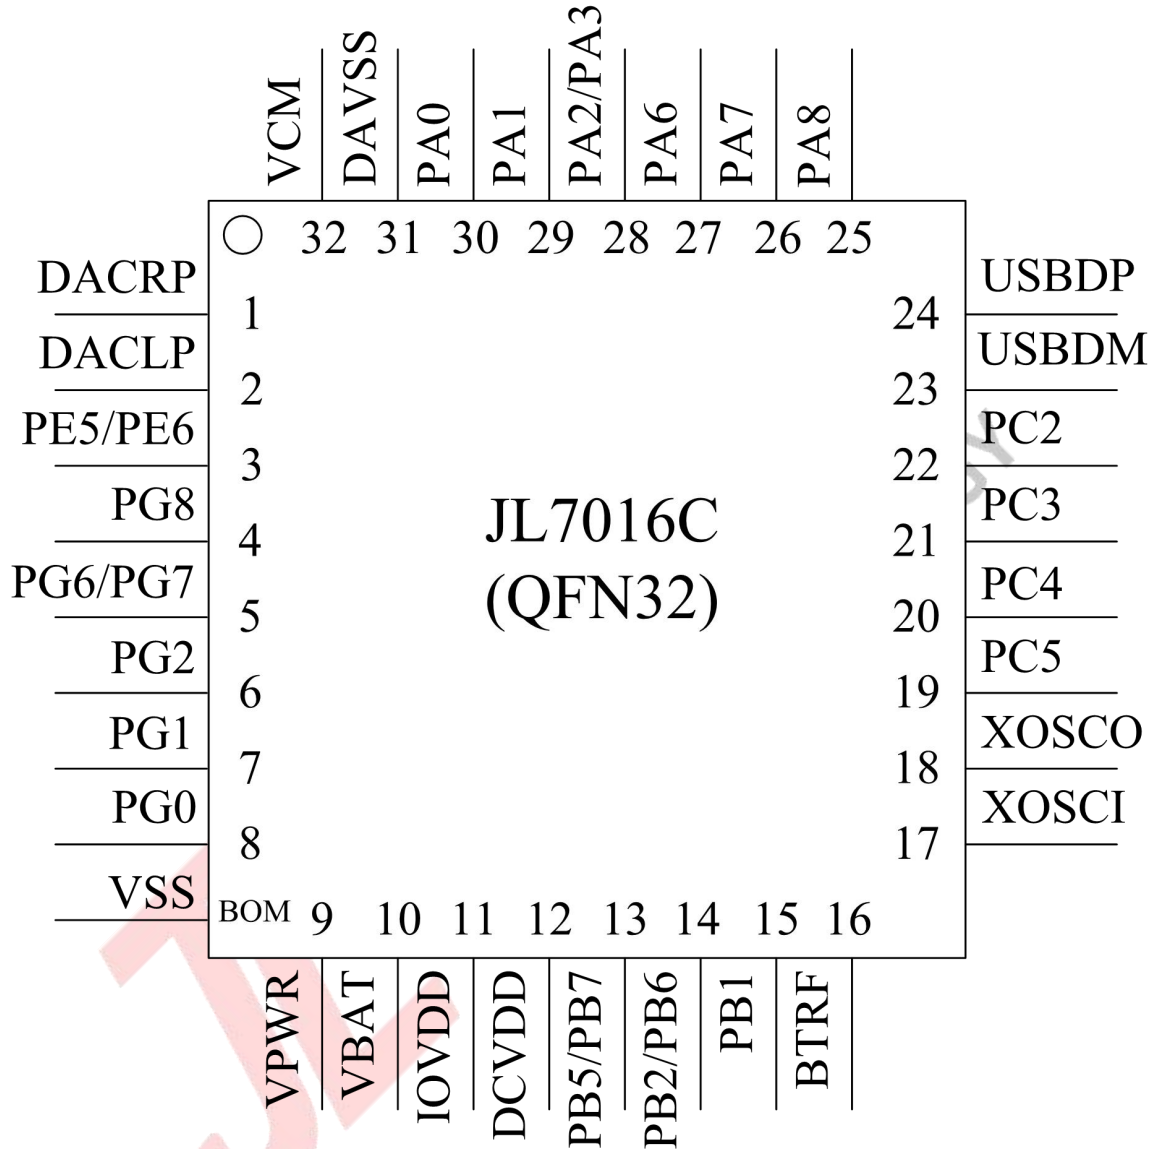 VCM
DAVSS
PA0
PA1
PA2/PA3
PA6
PA7
PA8
32 31 30 29 28 27 26 25
DACRP 1
DACLP 2
PE5/PE6 3
PG8 4
PG6/PG7 5
PG2 6
PG1 7
PG0 8
VSS BOM
JL7016C
(QFN32)
24 USBDP
23 USBDM
22 PC2
21 PC3
20 PC4
19 PC5
18 XOSCO
17 XOSCI
9 10 11 12 13 14 15 16
VPWR
VBAT
IOVDD
DCVDD
PB5/PB7
PB2/PB6
PB1
BTRF